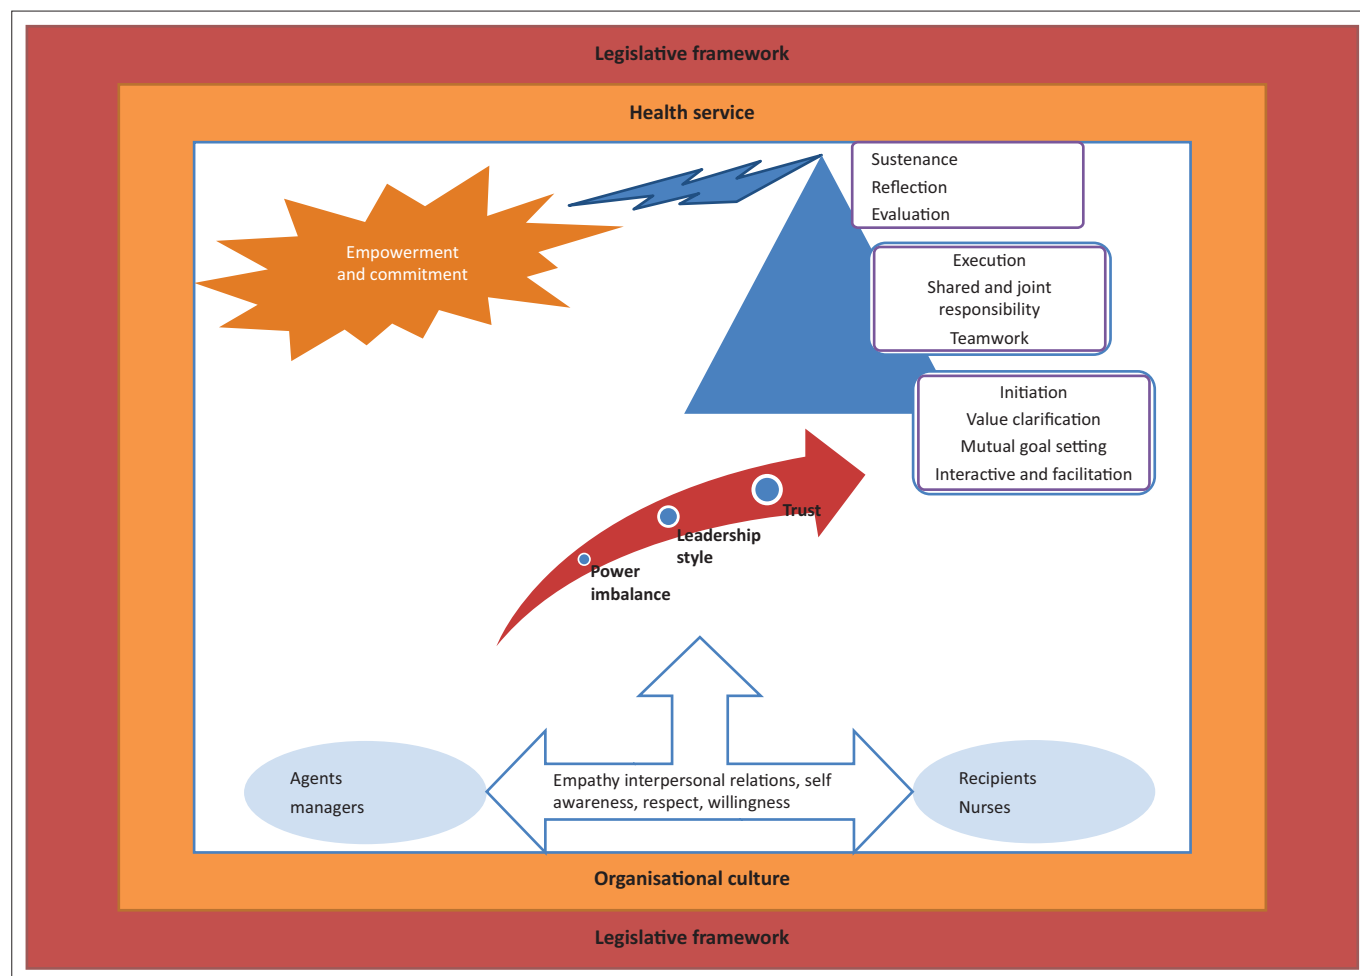 Legislative framework
Health service
Sustenance
Reflection
Evaluation
Empowerment
and commitment
Execution
Shared and joint
responsibility
Teamwork
Initiation
Value clarification
Mutual goal setting
Interactive and facilitation
Trust
Leadership
style
Power
imbalance
Agents
managers
Empathy interpersonal relations, self
awareness, respect, willingness
Recipients
Nurses
Organisational culture
Legislative framework